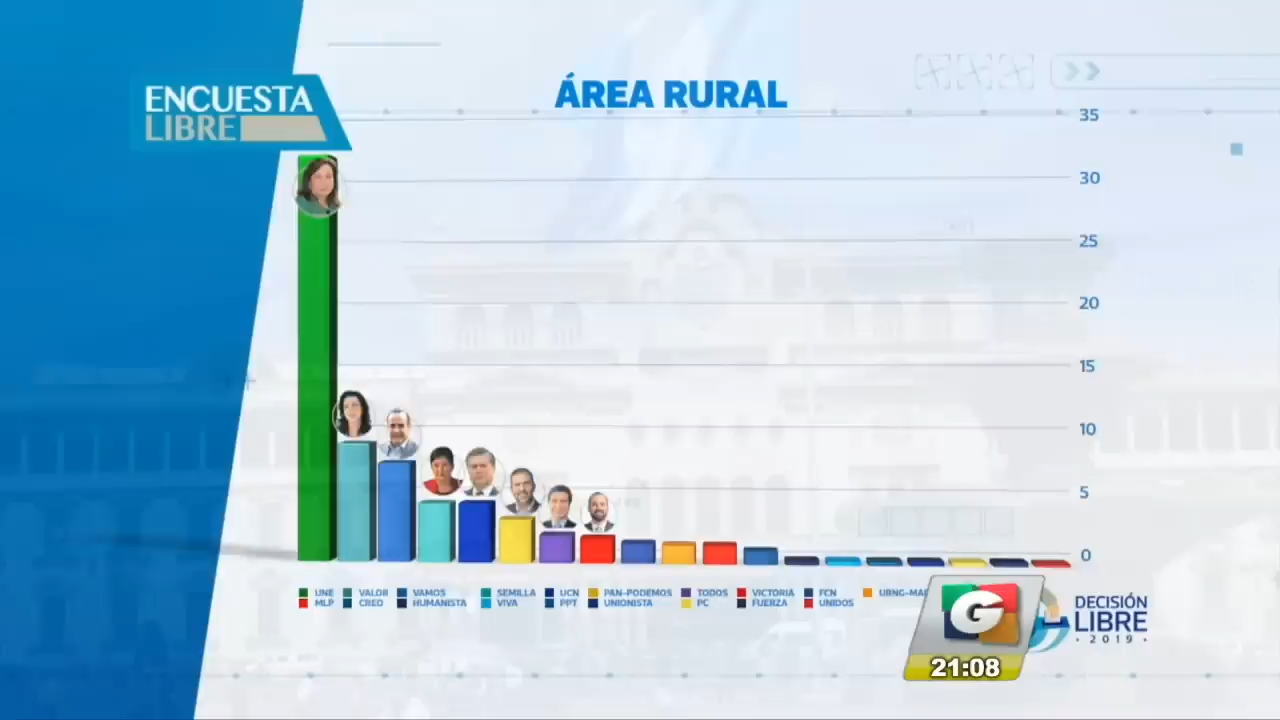 ÁREA RURAL
ENCUESTA
LIBRE
35
30
25
20
15
10
5
0
UNE VALOR VAMOS SEMILLA UCN PAN-PODEMOS TODOS VICTORIA FCN
MLP CREO HUMANISTA VIVA PPT UNIONISTA PC FUERZA UNIDOS
G
21:08
DECISIÓN
LIBRE
· 2019 ·